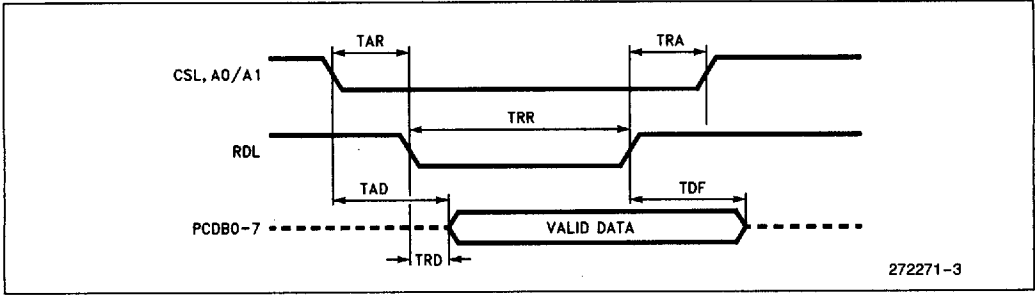 TAR
TRA
CSL, A0/A1
TRR
RDL
TAD
TDF
PCDB0-7
VALID DATA
TRD
272271-3